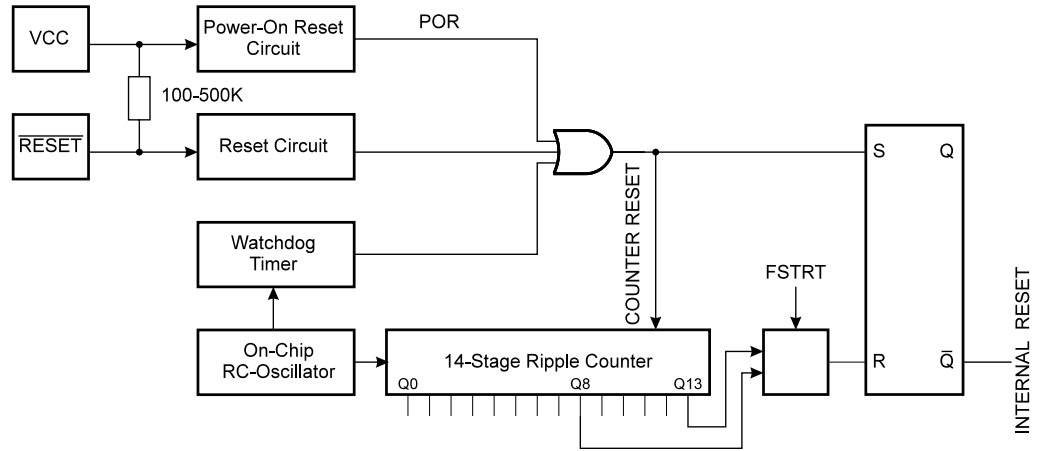 VCC
Power-On Reset
Circuit
POR
100-500K
RESET
Reset Circuit
S
Q
COUNTER RESET
Watchdog
Timer
FSTRT
On-Chip
RC-Oscillator
14-Stage Ripple Counter
Q0
Q8
Q13
R
Q̅
INTERNAL RESET